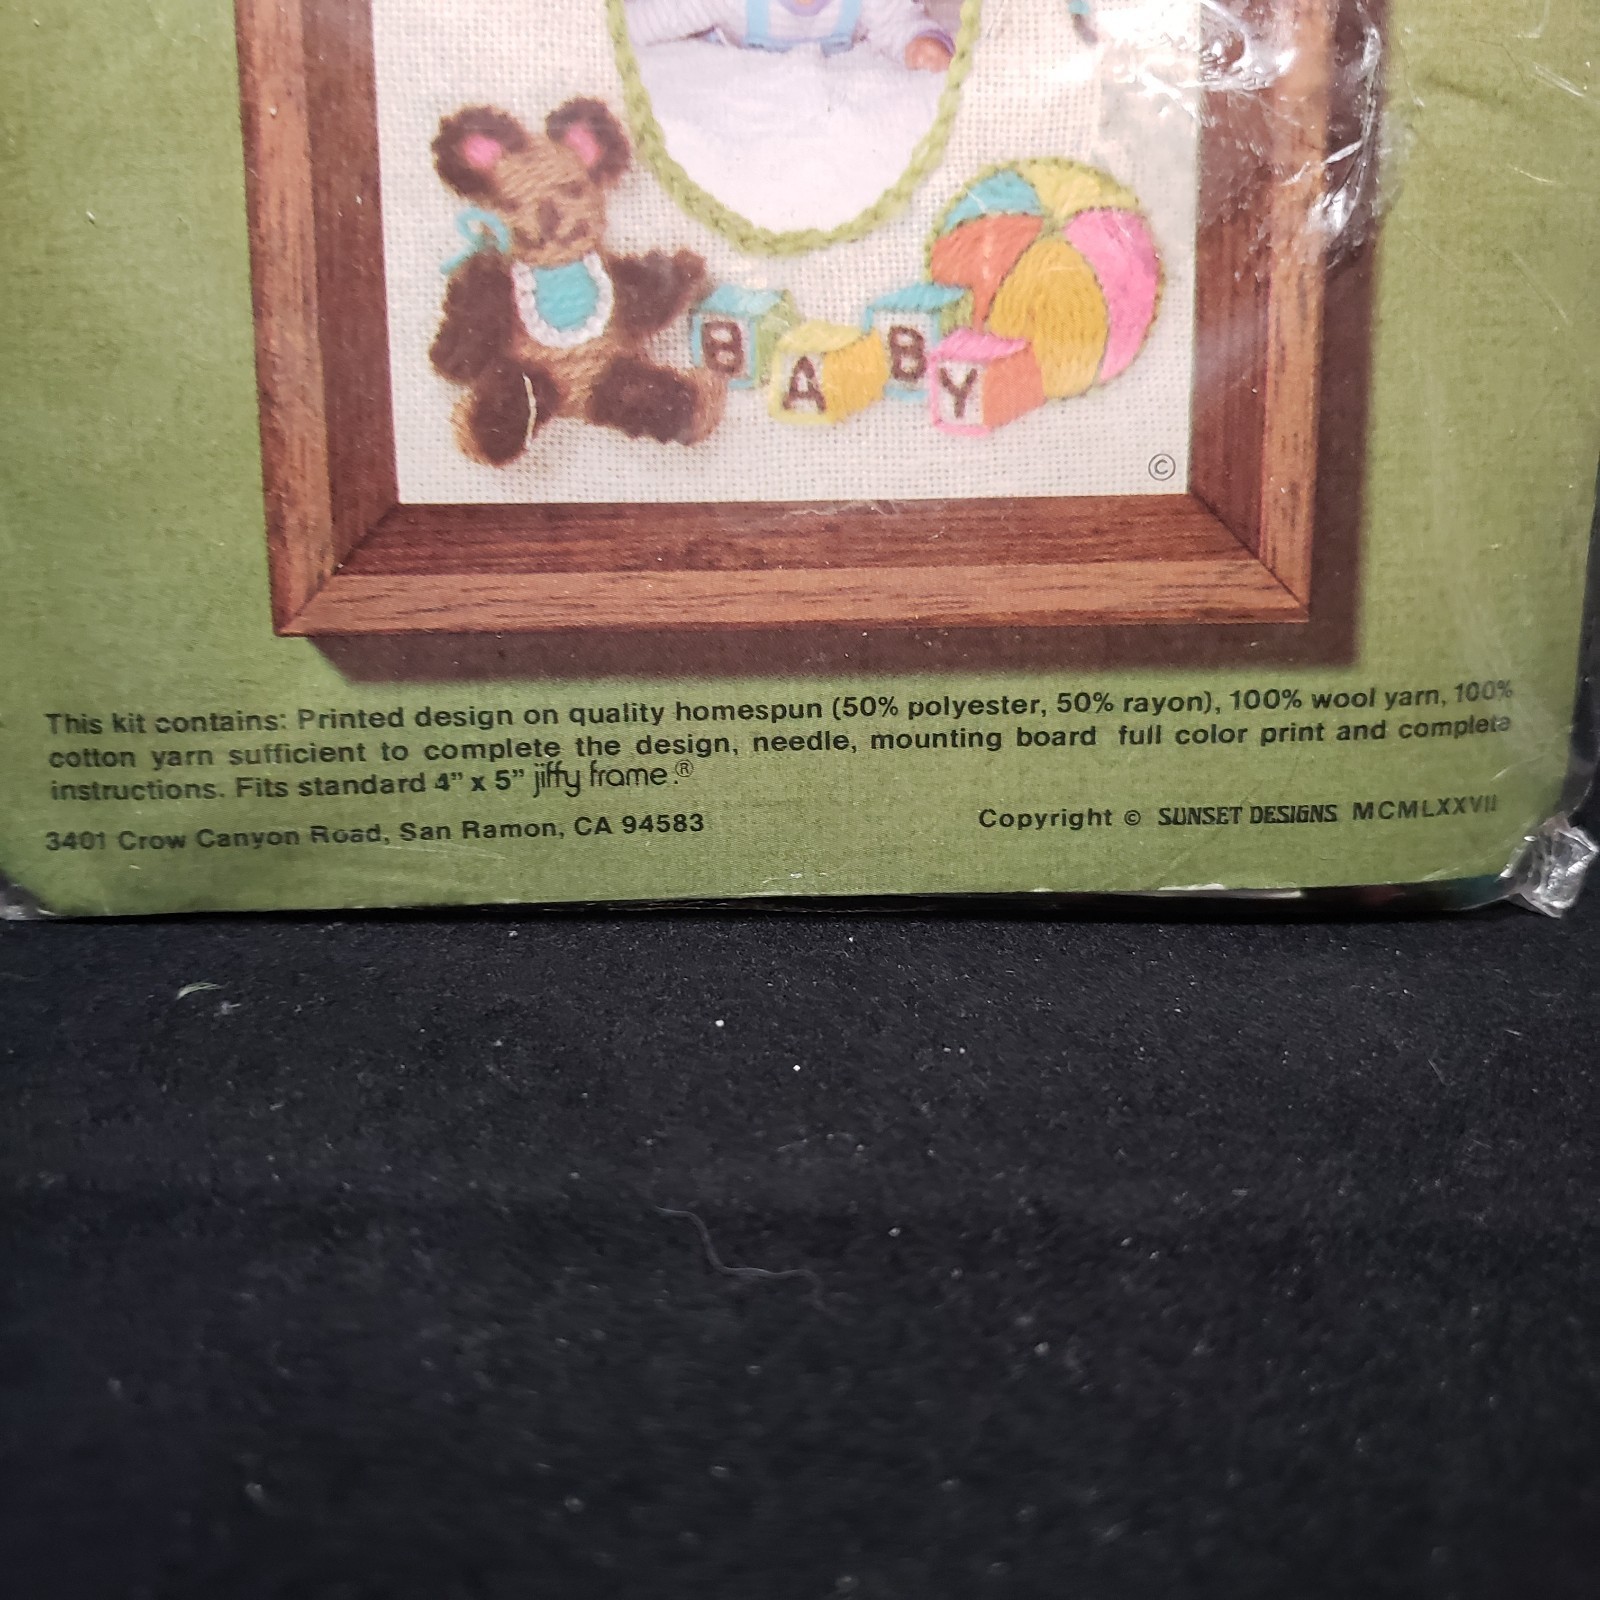 B A B Y
©
This kit contains: Printed design on quality homespun (50% polyester, 50% rayon), 100% wool yarn, 100%
cotton yarn sufficient to complete the design, needle, mounting board full color print and complete
instructions. Fits standard 4" x 5" jiffy frame.®
3401 Crow Canyon Road, San Ramon, CA 94583
Copyright © SUNSET DESIGNS MCMLXXVII